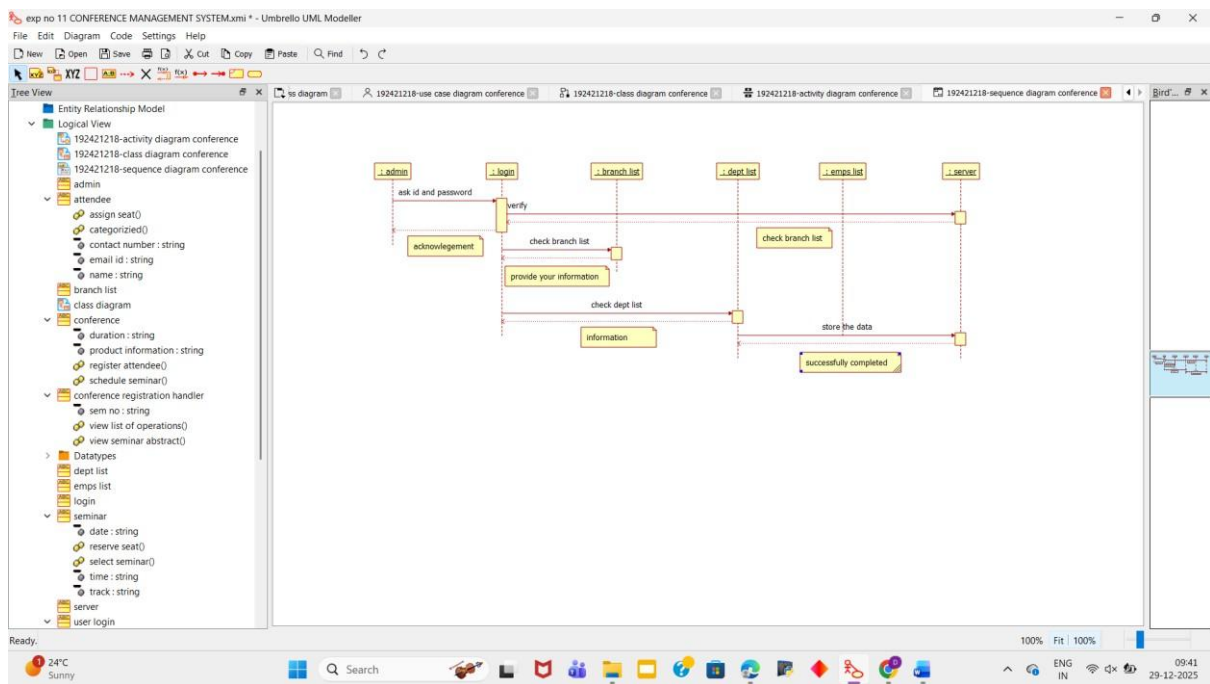 exp no 11 CONFERENCE MANAGEMENT SYSTEM.xmi * - Umbrello UML Modeller
File Edit Diagram Code Settings Help
New Open Save Cut Copy Paste Find
XYZ A:B
Tree View
ss diagram 192421218-use case diagram conference 192421218-class diagram conference 192421218-activity diagram conference 192421218-sequence diagram conference
Bird'...
Entity Relationship Model
Logical View
192421218-activity diagram conference
192421218-class diagram conference
192421218-sequence diagram conference
admin
attendee
assign seat()
categorizied()
contact number : string
email id : string
name : string
branch list
class diagram
conference
duration : string
product information : string
register attendee()
schedule seminar()
conference registration handler
sem no : string
view list of operations()
view seminar abstract()
Datatypes
dept list
emps list
login
seminar
date : string
reserve seat()
select seminar()
time : string
track : string
server
user login
: admin : login : branch list : dept list : emps list : server
ask id and password
verify
acknowlegement
check branch list
check branch list
provide your information
check dept list
information
store the data
successfully completed
Ready.
100% Fit 100%
1
24°C
Sunny
Search
ENG
IN
09:41
29-12-2025